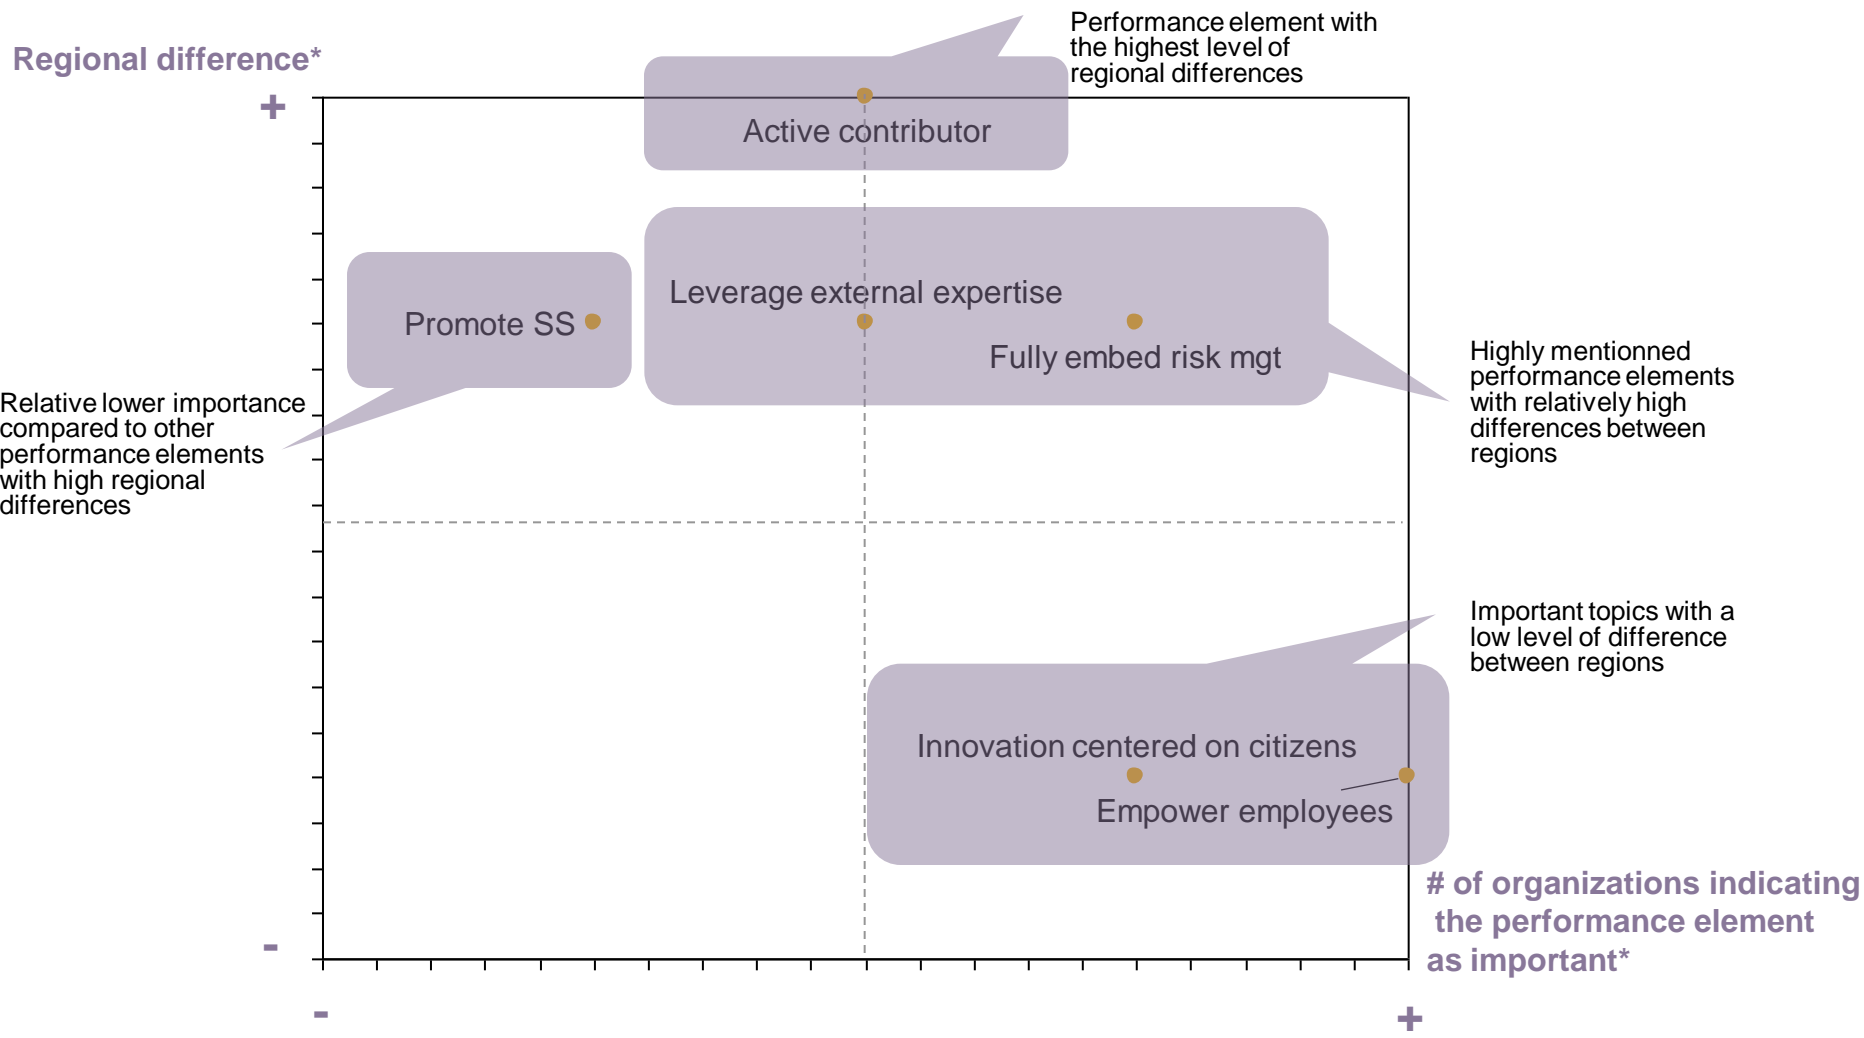 Performance element with
the highest level of
regional differences
Regional difference*
+
Active contributor
Leverage external expertise
Promote SS
Fully embed risk mgt
Highly mentionned
performance elements
with relatively high
differences between
regions
Relative lower importance
compared to other
performance elements
with high regional
differences
Important topics with a
low level of difference
between regions
Innovation centered on citizens
Empower employees
# of organizations indicating
the performance element
as important*
-
-
+